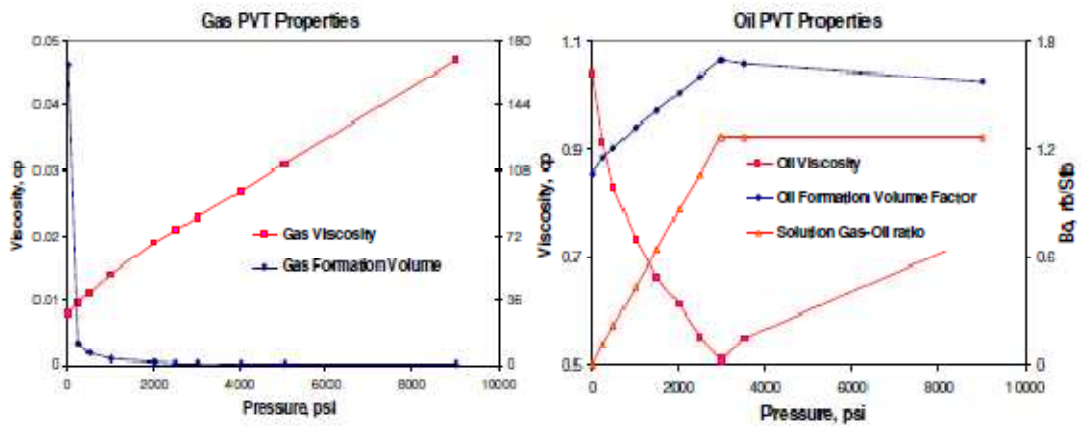 Gas PVT Properties
0.05
0.04
0.03
0.02
0.01
0
Viscosity, cp
180
144
108
72
36
0
Gas Viscosity
Gas Formation Volume
0
2000
4000
6000
8000
10000
Pressure, psi
Oil PVT Properties
1.1
0.9
0.7
0.5
Viscosity, cp
1.8
1.2
0.6
0
Bo, rb/Stb
Oil Viscosity
Oil Formation Volume Factor
Solution Gas-Oil ratio
0
2000
4000
6000
8000
10000
Pressure, psi